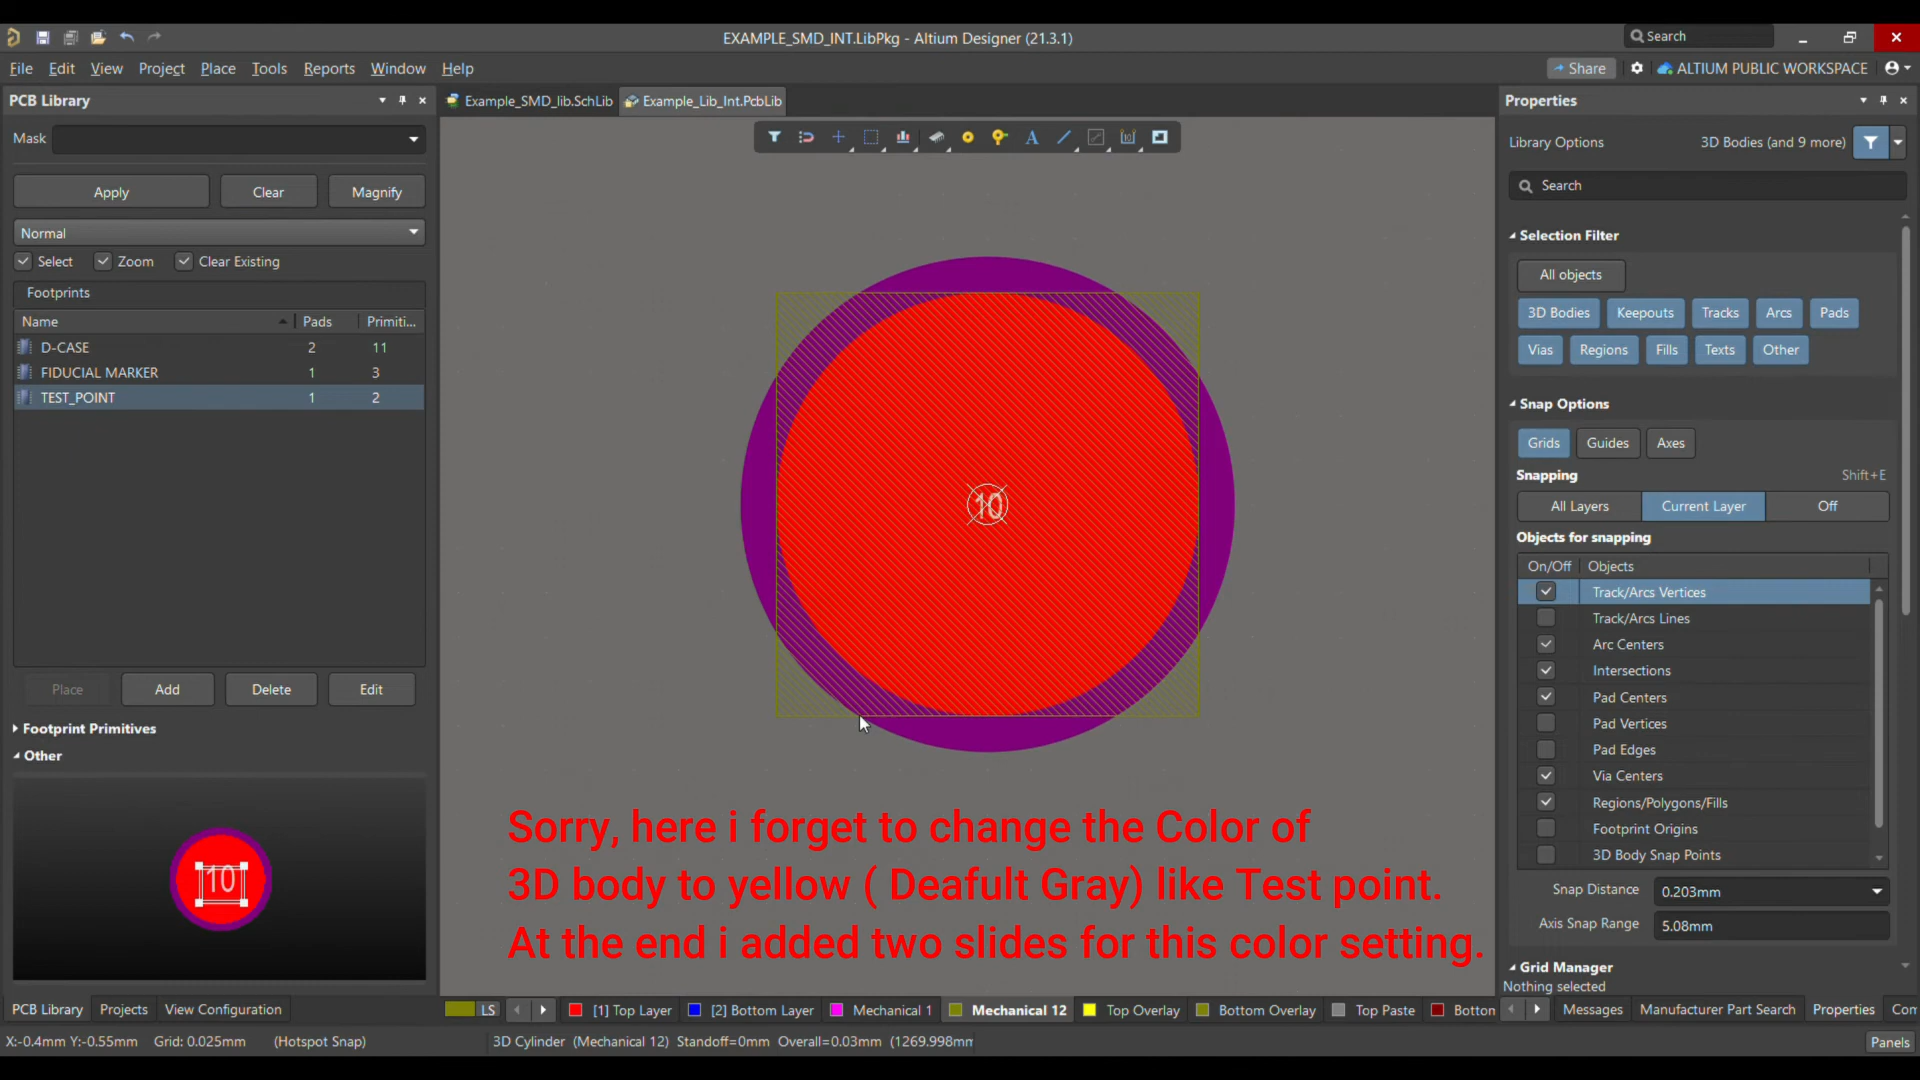 EXAMPLE_SMD_INT.LibPkg - Altium Designer (21.3.1)
Search
File Edit View Project Place Tools Reports Window Help
Share ALTIUM PUBLIC WORKSPACE
PCB Library
Example_SMD_lib.SchLib Example_Lib_Int.PcbLib
Properties
Mask
Library Options 3D Bodies (and 9 more)
Search
Apply Clear Magnify
Normal
Select Zoom Clear Existing
Footprints
Name Pads Primiti...
D-CASE 2 11
FIDUCIAL MARKER 1 3
TEST_POINT 1 2
Place Add Delete Edit
Footprint Primitives
Other
10
10
Selection Filter
All objects
3D Bodies Keepouts Tracks Arcs Pads
Vias Regions Fills Texts Other
Snap Options
Grids Guides Axes
Snapping Shift+E
All Layers Current Layer Off
Objects for snapping
On/Off Objects
Track/Arcs Vertices
Track/Arcs Lines
Arc Centers
Intersections
Pad Centers
Pad Vertices
Pad Edges
Via Centers
Regions/Polygons/Fills
Footprint Origins
3D Body Snap Points
Snap Distance 0.203mm
Axis Snap Range 5.08mm
Grid Manager
Nothing selected
Sorry, here i forget to change the Color of
3D body to yellow ( Deafult Gray) like Test point.
At the end i added two slides for this color setting.
PCB Library Projects View Configuration
LS [1] Top Layer [2] Bottom Layer Mechanical 1 Mechanical 12 Top Overlay Bottom Overlay Top Paste Botton
Messages Manufacturer Part Search Properties Com
X:-0.4mm Y:-0.55mm Grid: 0.025mm (Hotspot Snap)
3D Cylinder (Mechanical 12) Standoff=0mm Overall=0.03mm (1269.998mm
Panels